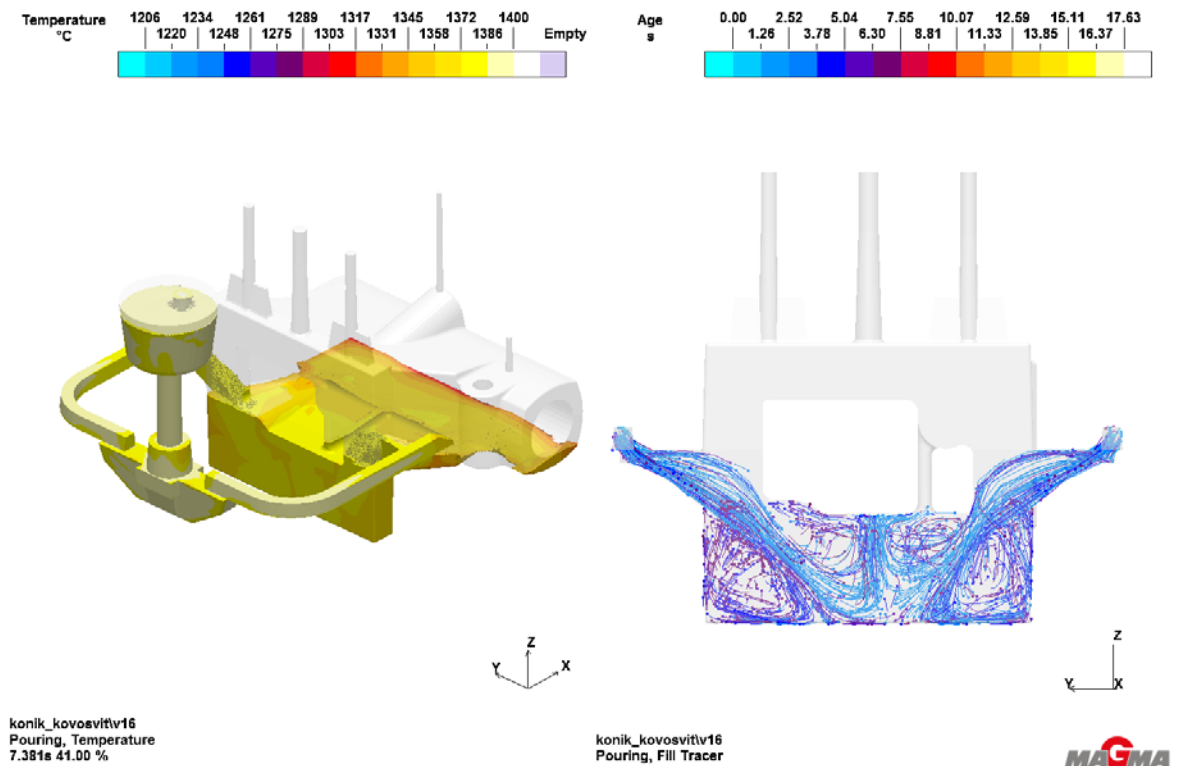 Temperature
°C
1206 1234 1261 1289 1317 1345 1372 1400
1220 1248 1275 1303 1331 1358 1386 Empty
Age
s
0.00 2.52 5.04 7.55 10.07 12.59 15.11 17.63
1.26 3.78 6.30 8.81 11.33 13.85 16.37
Z
Y X
Z
Y X
konik_kovosvit\v16
Pouring, Temperature
7.381s 41.00 %
konik_kovosvit\v16
Pouring, Fill Tracer
MAGMA